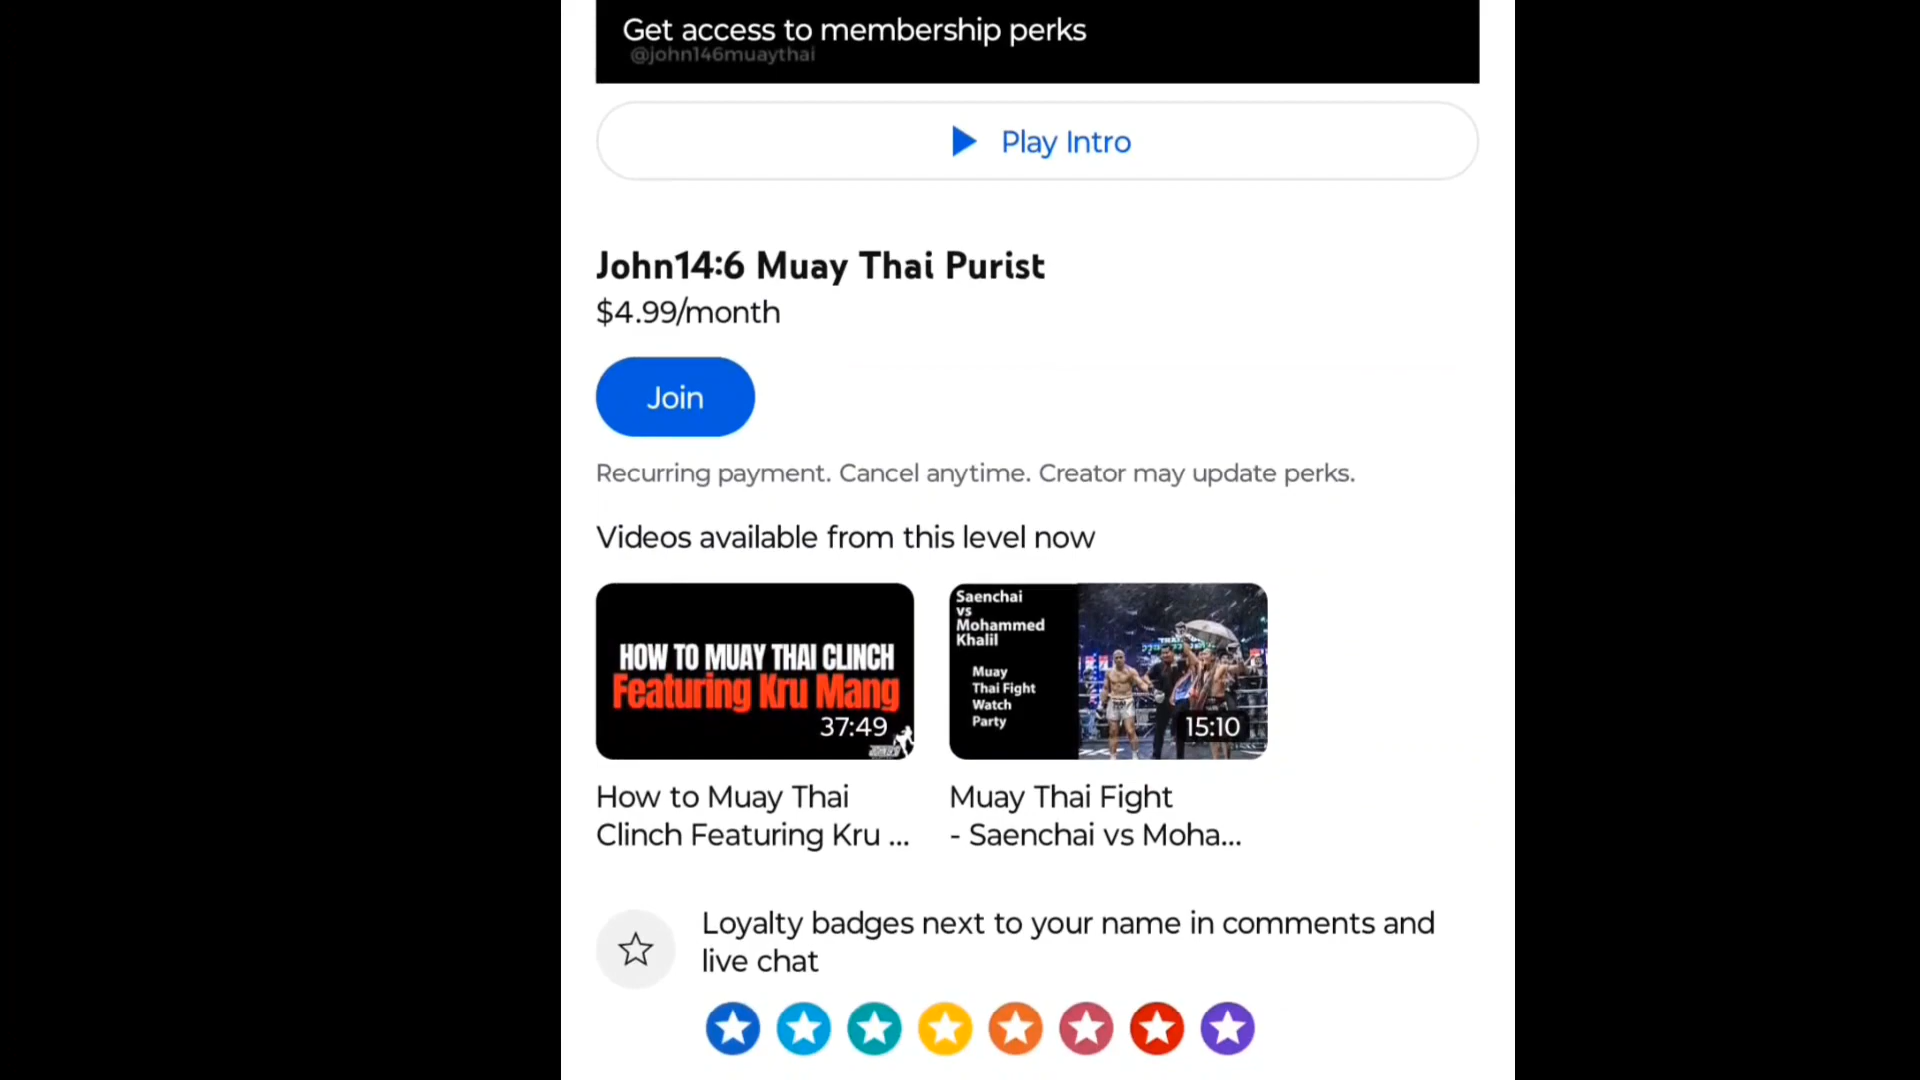 Get access to membership perks
@john146muaythai
Play Intro
John14:6 Muay Thai Purist
$4.99/month
Join
Recurring payment. Cancel anytime. Creator may update perks.
Videos available from this level now
HOW TO MUAY THAI CLINCH
Featuring Kru Mang
37:49
Saenchai
vs
Mohammed
Khalil
Muay
Thai Fight
Watch
Party
15:10
How to Muay Thai
Clinch Featuring Kru ...
Muay Thai Fight
- Saenchai vs Moha...
Loyalty badges next to your name in comments and
live chat